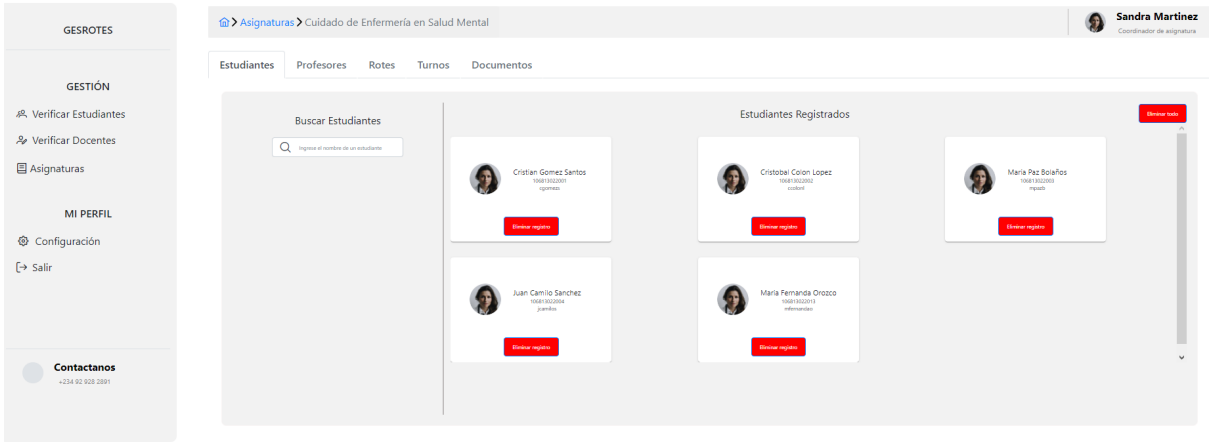 GESROTES
GESTIÓN
Verificar Estudiantes
Verificar Docentes
Asignaturas
MI PERFIL
Configuración
Salir
Contactanos
+234 92 928 2891
Asignaturas Cuidado de Enfermería en Salud Mental
Sandra Martinez
Coordinador de asignatura
Estudiantes Profesores Rotes Turnos Documentos
Buscar Estudiantes
Ingrese el nombre de un estudiante
Estudiantes Registrados
Eliminar todo
Cristian Gomez Santos
106813022001
cgomezs
Eliminar registro
Cristobal Colon Lopez
106813022002
ccolonl
Eliminar registro
Maria Paz Bolaños
106813022003
mpazb
Eliminar registro
Juan Camilo Sanchez
106813022004
jcamilos
Eliminar registro
Maria Fernanda Orozco
106813022013
mfernandao
Eliminar registro